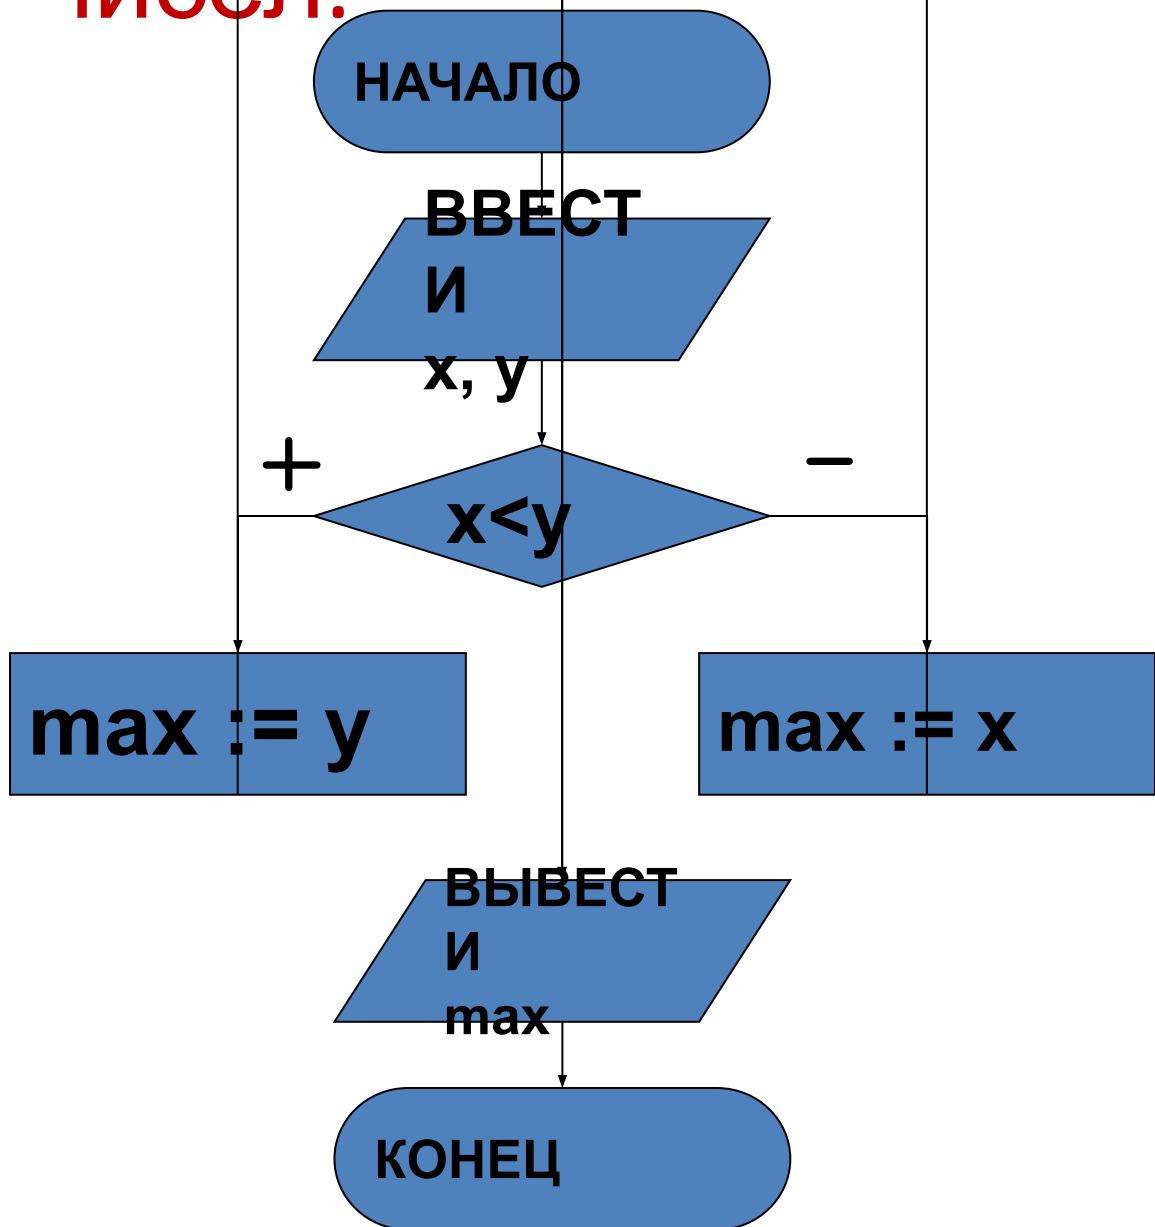 НАЧАЛО
ВВЕСТ
И
x, y
+
–
x<y
max := y
max := x
ВЫВЕСТ
И
max
КОНЕЦ